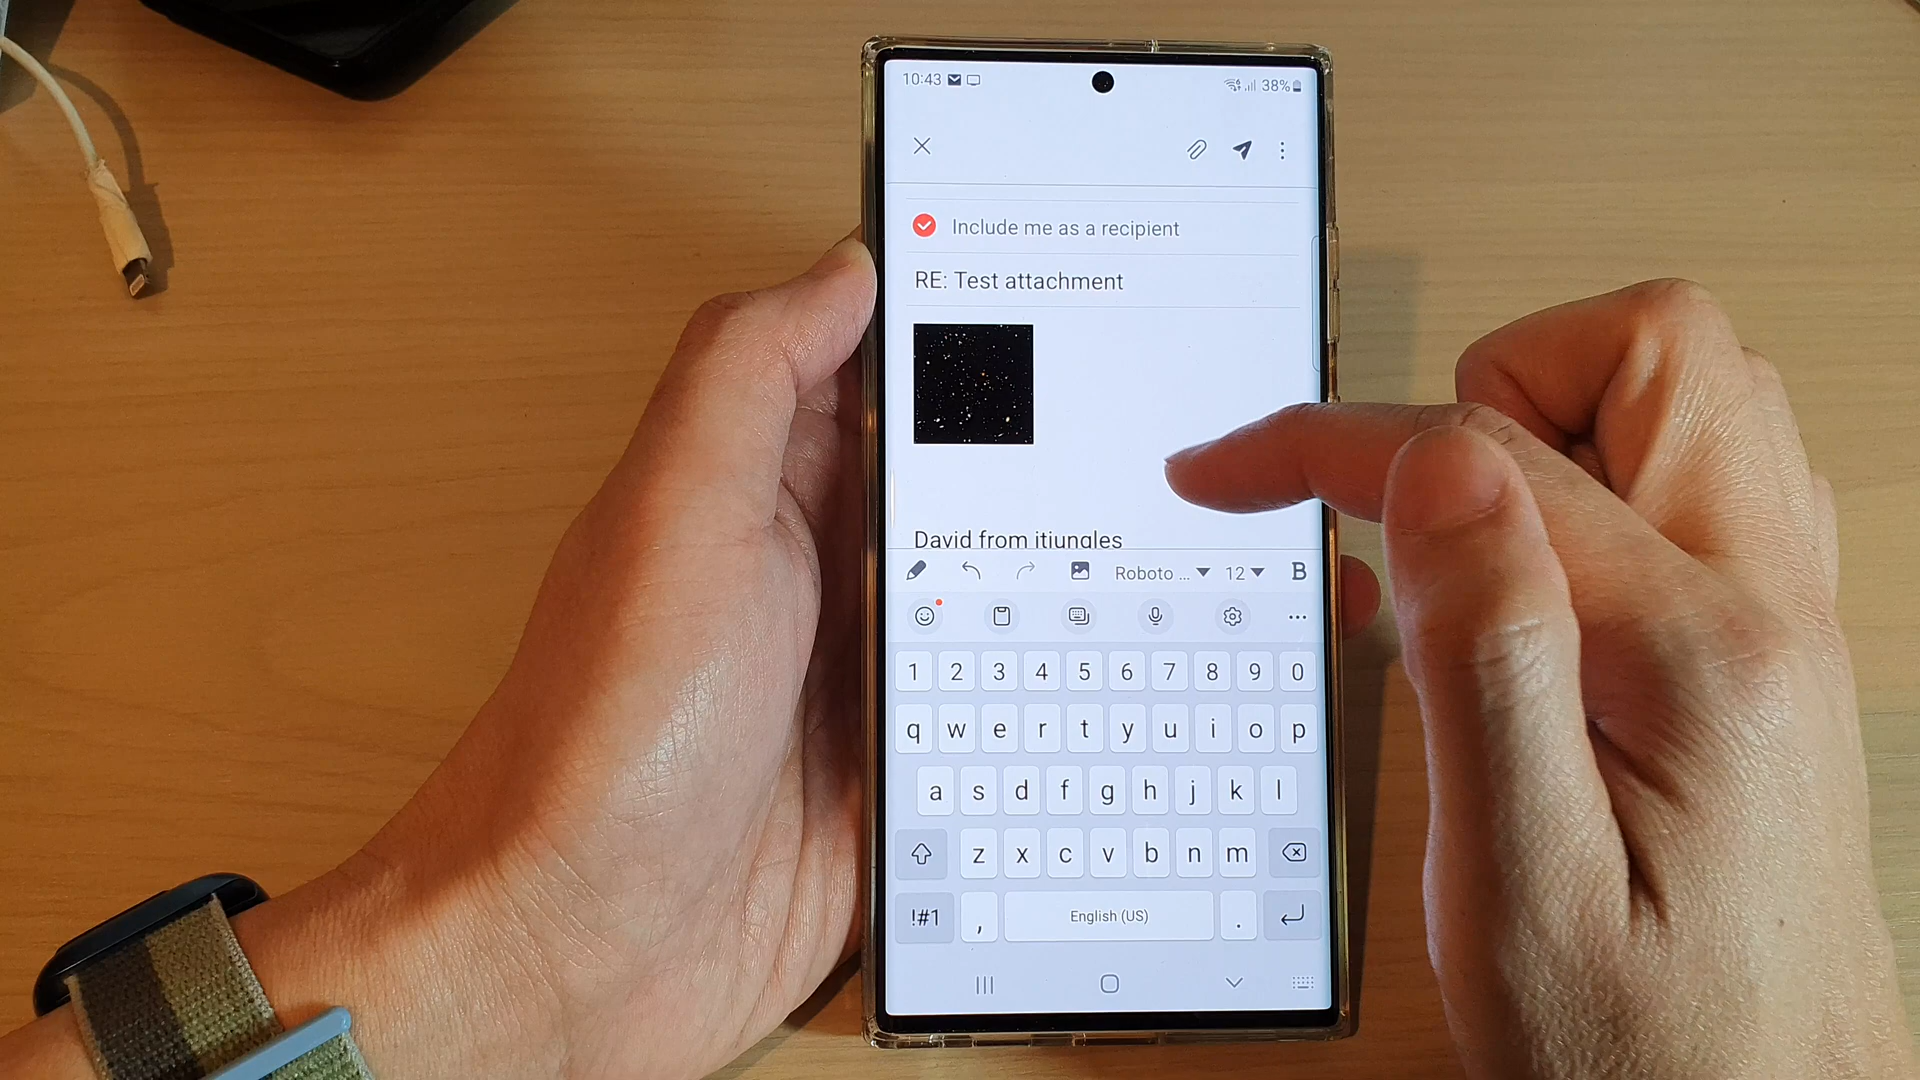 10:43
38%
Include me as a recipient
RE: Test attachment
David from itjungles
Roboto ... 12 B
1 2 3 4 5 6 7 8 9 0
q w e r t y u i o p
a s d f g h j k l
z x c v b n m
!#1 , English (US) .